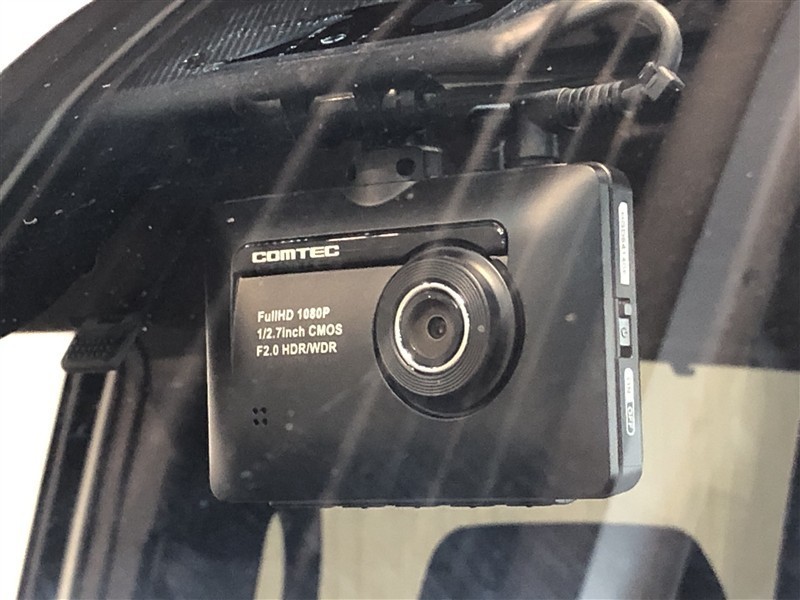 COMTEC
FullHD 1080P
1/2.7inch CMOS
F2.0 HDR/WDR